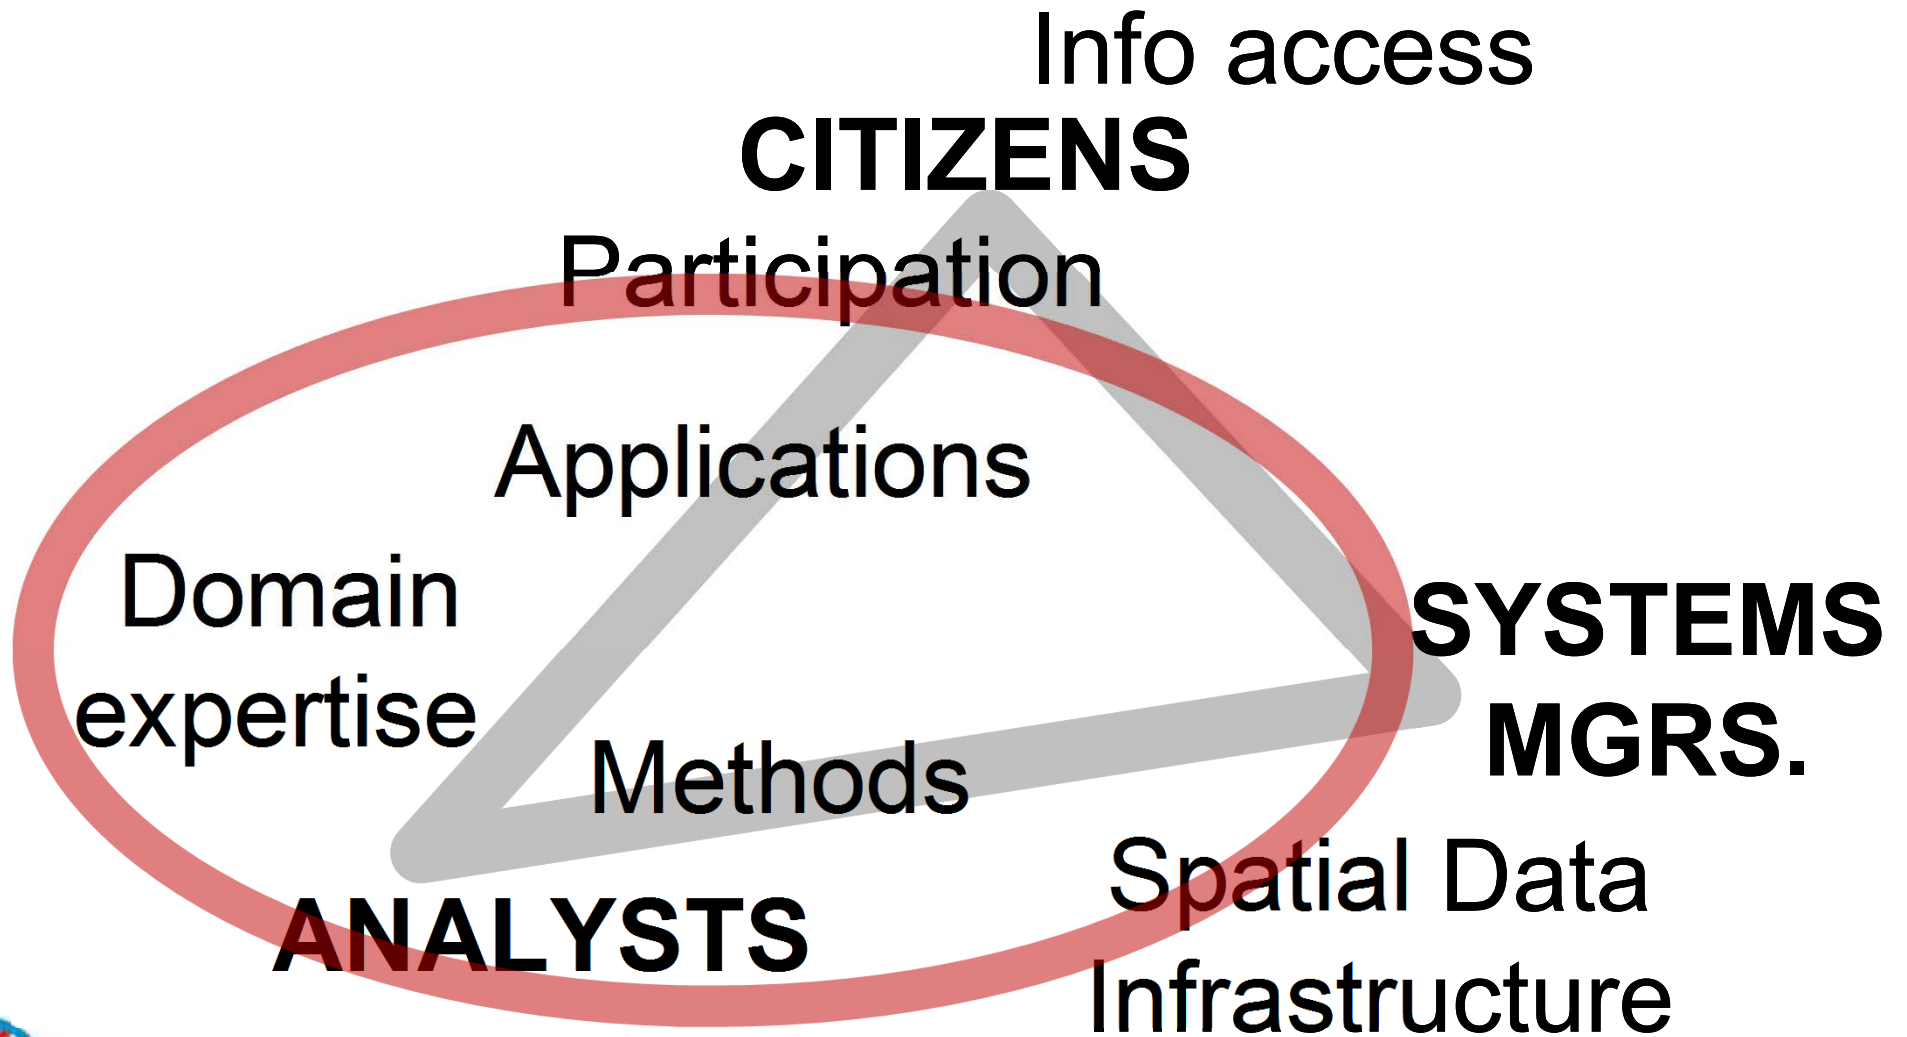 Info access
CITIZENS
Participation
Applications
Domain
expertise
Methods
ANALYSTS
SYSTEMS
MGRS.
Spatial Data
Infrastructure